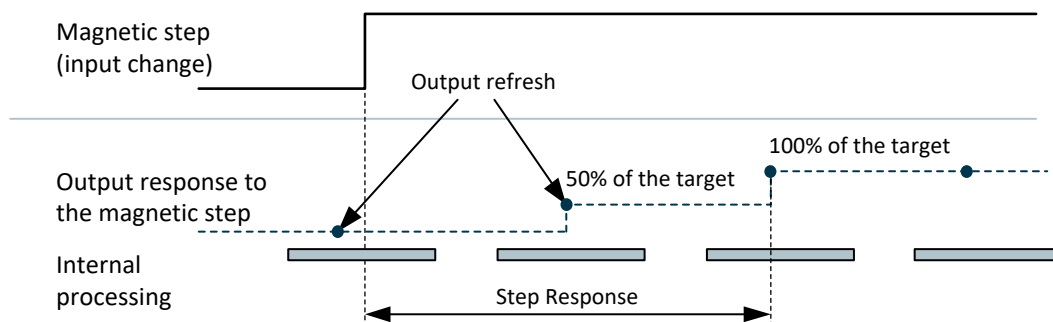 Magnetic step
(input change)
Output refresh
100% of the target
50% of the target
Output response to
the magnetic step
Internal
processing
Step Response